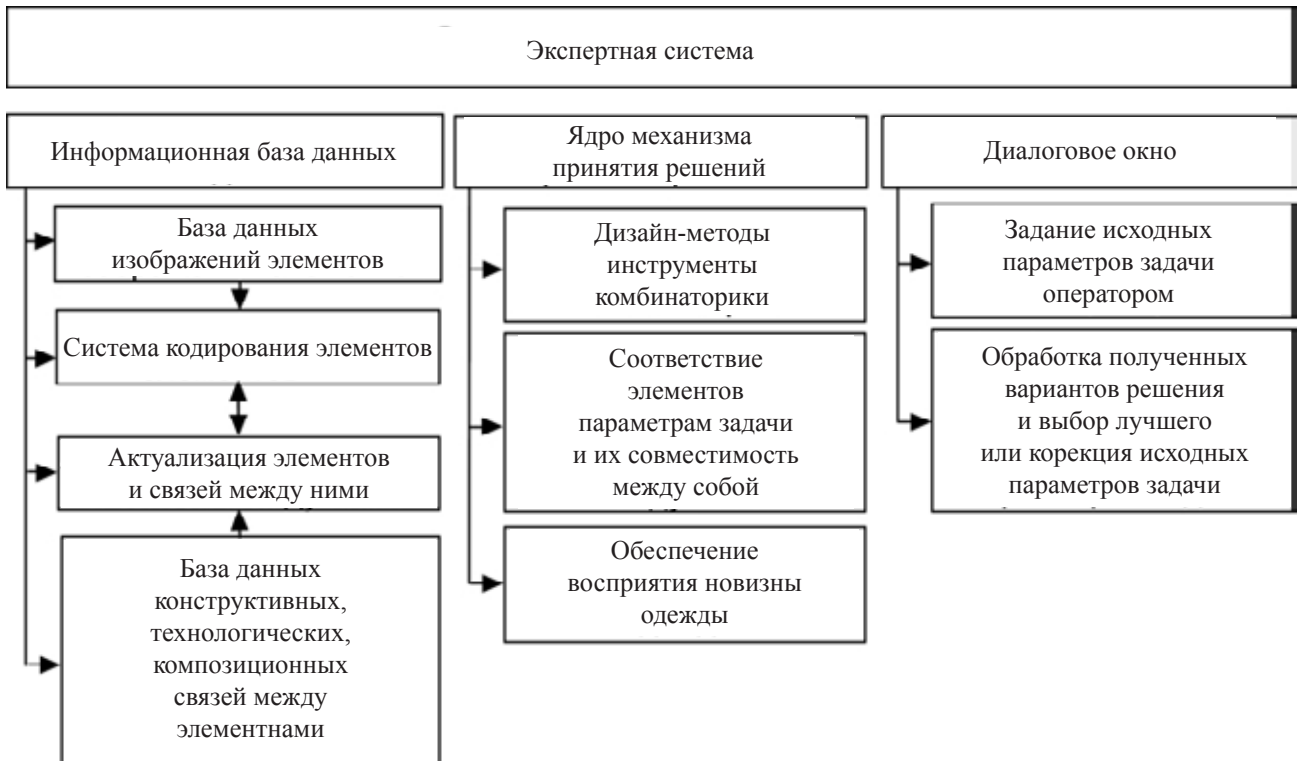 Экспертная система
Информационная база данных
База данных
изображений элементов
Система кодирования элементов
Актуализация элементов
и связей между ними
База данных
конструктивных,
технологических,
композиционных
связей между
элементнами
Ядро механизма
принятия решений
Дизайн-методы
инструменты
комбинаторики
Соответствие
элементов
параметрам задачи
и их совместимость
между собой
Обеспечение
восприятия новизны
одежды
Диалоговое окно
Задание исходных
параметров задачи
оператором
Обработка полученных
вариантов решения
и выбор лучшего
или корекция исходных
параметров задачи